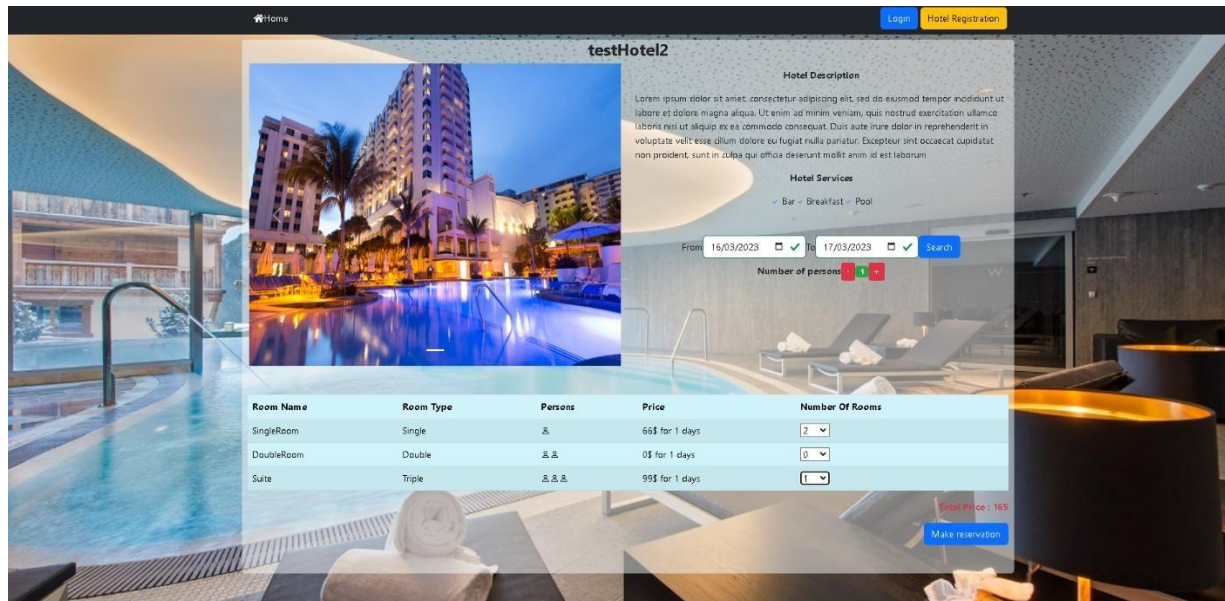 Home
Login
Hotel Registration
testHotel2
Hotel Description
Lorem ipsum dolor sit amet, consectetur adipiscing elit, sed do eiusmod tempor incididunt ut
labore et dolore magna aliqua. Ut enim ad minim veniam, quis nostrud exercitation ullamco
laboris nisi ut aliquip ex ea commodo consequat. Duis aute irure dolor in reprehenderit in
voluptate velit esse cillum dolore eu fugiat nulla pariatur. Excepteur sint occaecat cupidatat
non proident, sunt in culpa qui officia deserunt mollit anim id est laborum
Hotel Services
Bar Breakfast Pool
From 16/03/2023 To 17/03/2023 Search
Number of persons - 1 +
W
Room Name Room Type Persons Price Number Of Rooms
SingleRoom Single 66$ for 1 days 2
DoubleRoom Double 0$ for 1 days 0
Suite Triple 99$ for 1 days 1
Total Price : 165
Make reservation